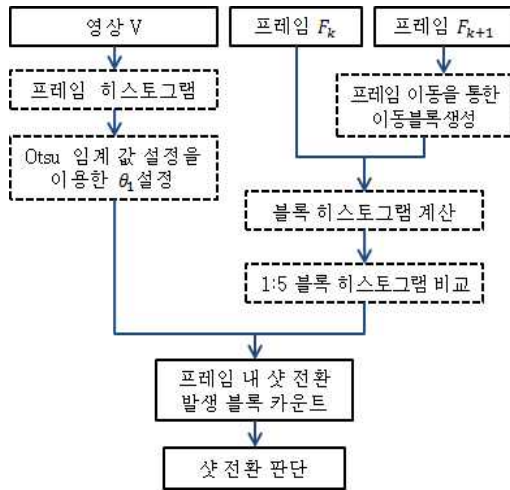 영상 V
프레임 F_k
프레임 F_{k+1}
프레임 히스토그램
프레임 이동을 통한
이동블록생성
Otsu 임계 값 설정을
이용한 θ_1 설정
블록 히스토그램 계산
1:5 블록 히스토그램 비교
프레임 내 샷 전환
발생 블록 카운트
샷 전환 판단